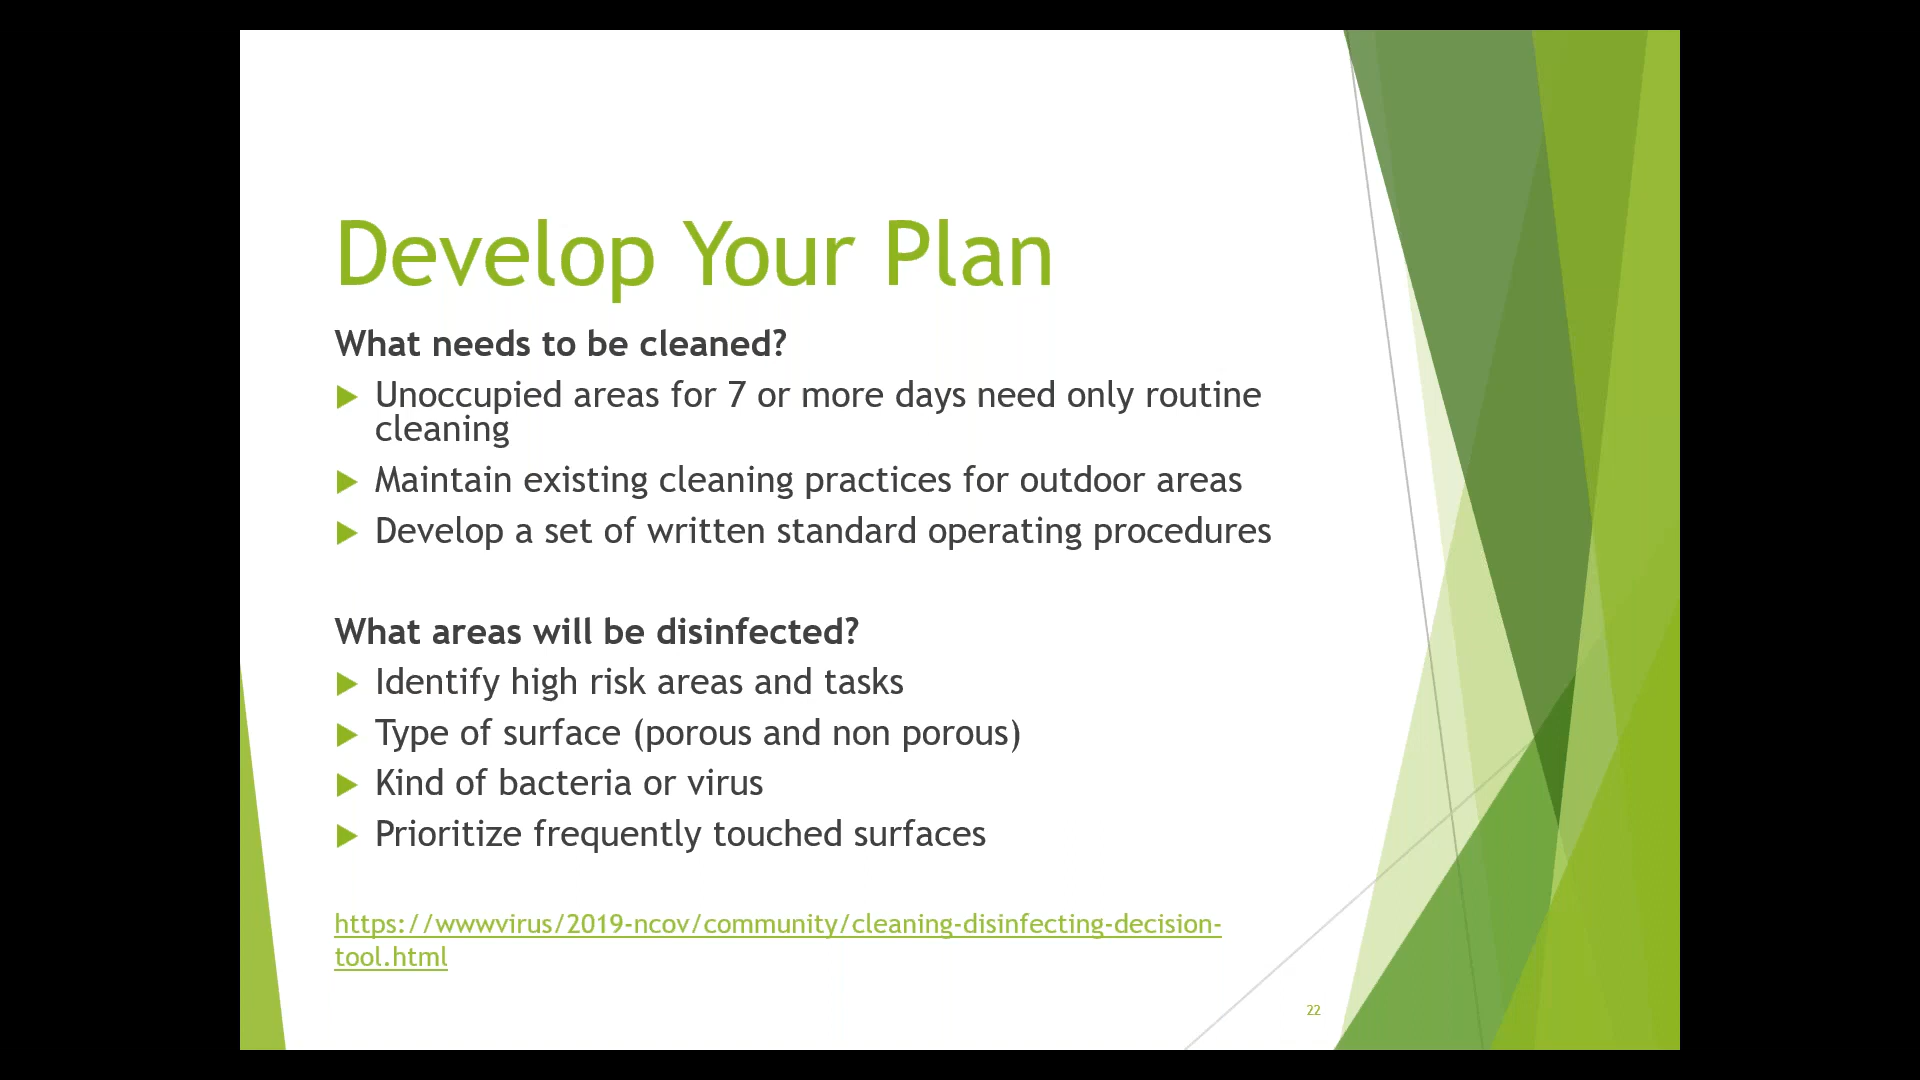 Develop Your Plan
What needs to be cleaned?
Unoccupied areas for 7 or more days need only routine
cleaning
Maintain existing cleaning practices for outdoor areas
Develop a set of written standard operating procedures
What areas will be disinfected?
Identify high risk areas and tasks
Type of surface (porous and non porous)
Kind of bacteria or virus
Prioritize frequently touched surfaces
https://wwwvirus/2019-ncov/community/cleaning-disinfecting-decision-
tool.html
22